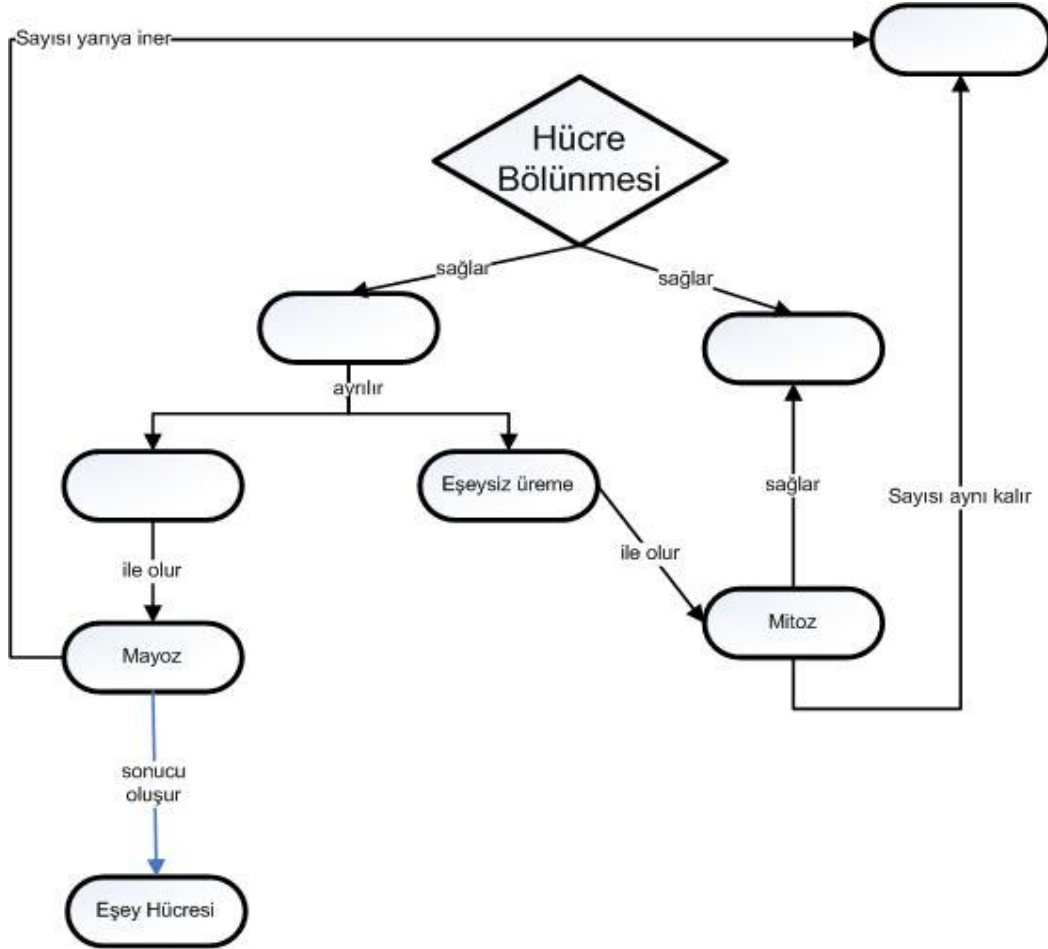 Sayısı yarıya iner
Hücre
Bölünmesi
sağlar
sağlar
ayrılır
Eşeysiz üreme
sağlar
Sayısı aynı kalır
ile olur
ile olur
Mitoz
Mayoz
sonucu
oluşur
Eşey Hücresi